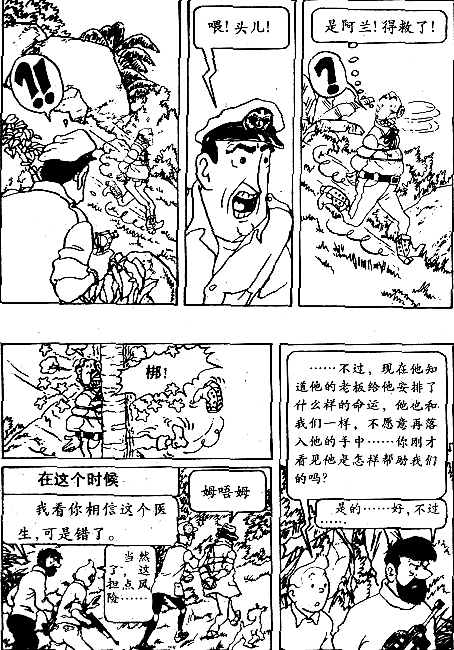 ?!!
喂！头儿！
是阿兰！得救了！
?
梆！
在这个时候
我看你相信这个医
生，可是错了。
当然
了，这
担点风
险……
姆唔姆
……不过，现在他知
道他的老板给他安排了
什么样的命运，他也和
我们一样，不愿意再落
入他的手中……你刚才
看见他是怎样帮助我们
的吗？
是的……好，不过
……